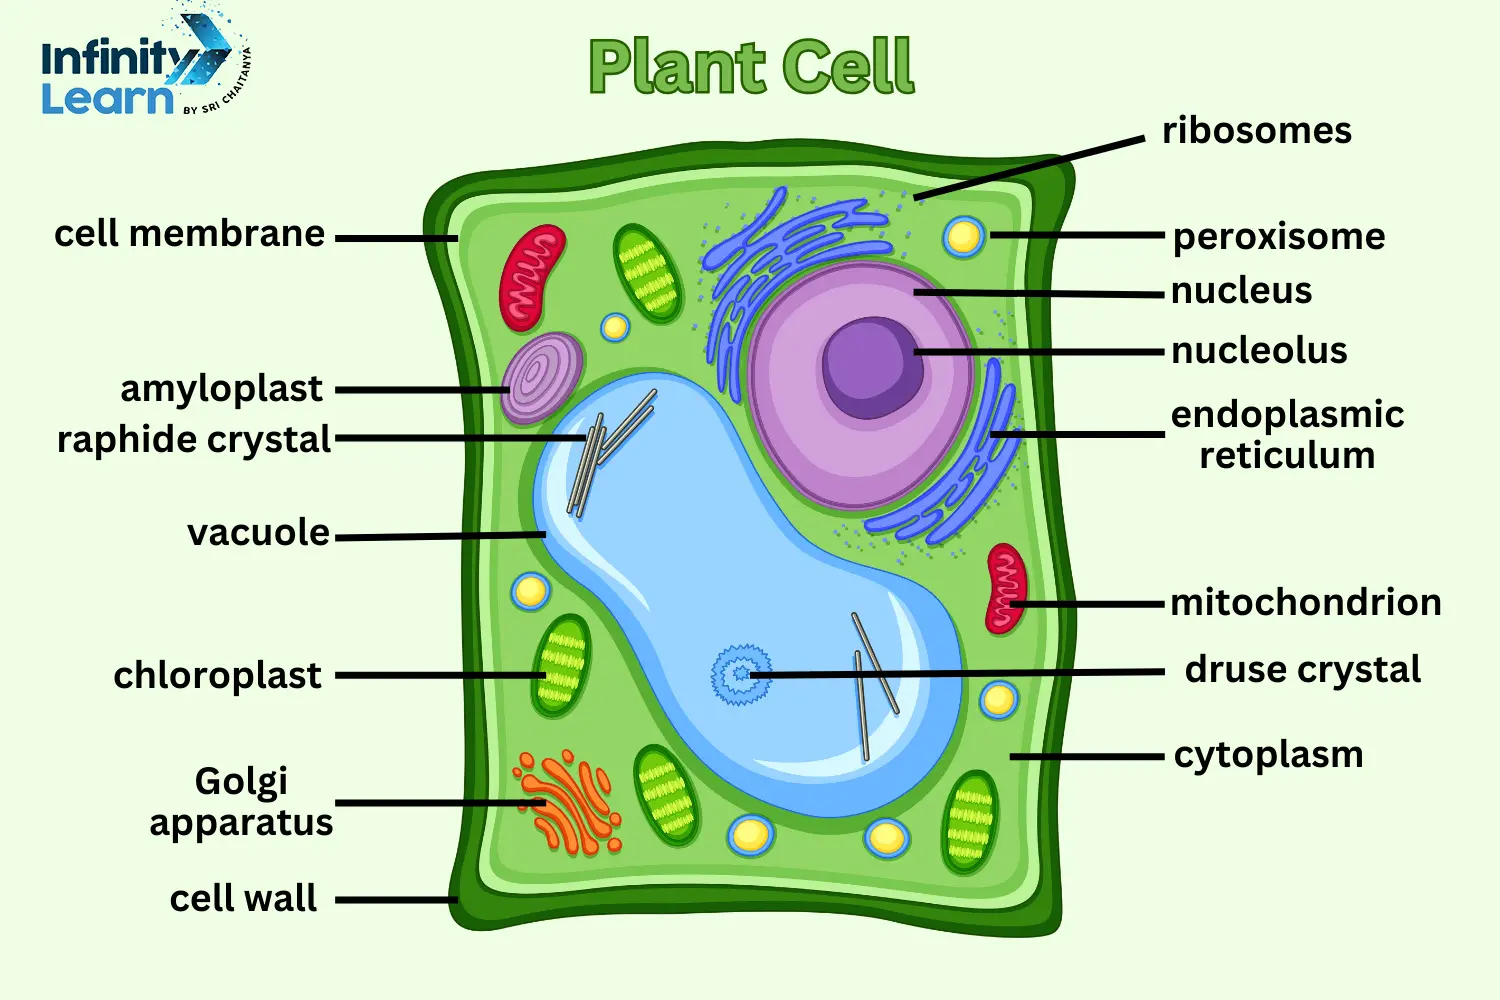 Infinity
Learn
BY SRI CHAITANYA
Plant Cell
cell membrane
amyloplast
raphide crystal
vacuole
chloroplast
Golgi
apparatus
cell wall
ribosomes
peroxisome
nucleus
nucleolus
endoplasmic
reticulum
mitochondrion
druse crystal
cytoplasm